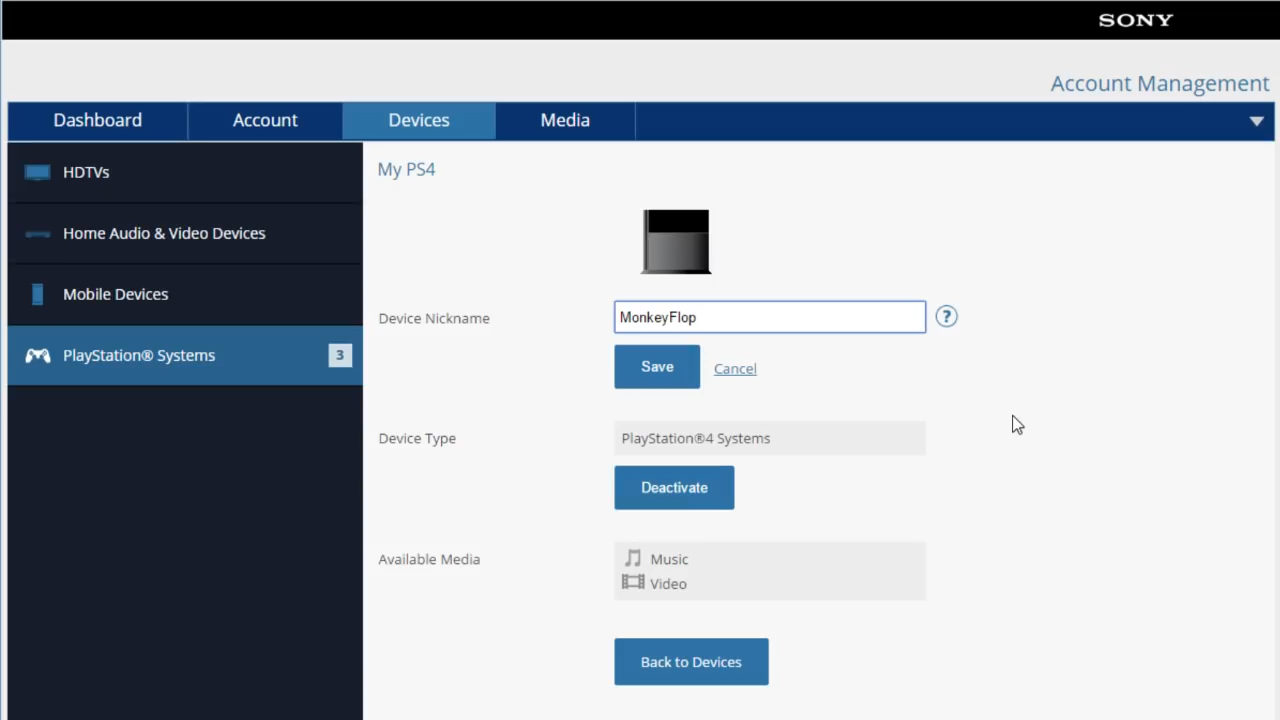 SONY
Account Management
Dashboard Account Devices Media
HDTVs
Home Audio & Video Devices
Mobile Devices
PlayStation® Systems 3
My PS4
Device Nickname MonkeyFlop ?
Save Cancel
Device Type PlayStation®4 Systems
Deactivate
Available Media Music
Video
Back to Devices